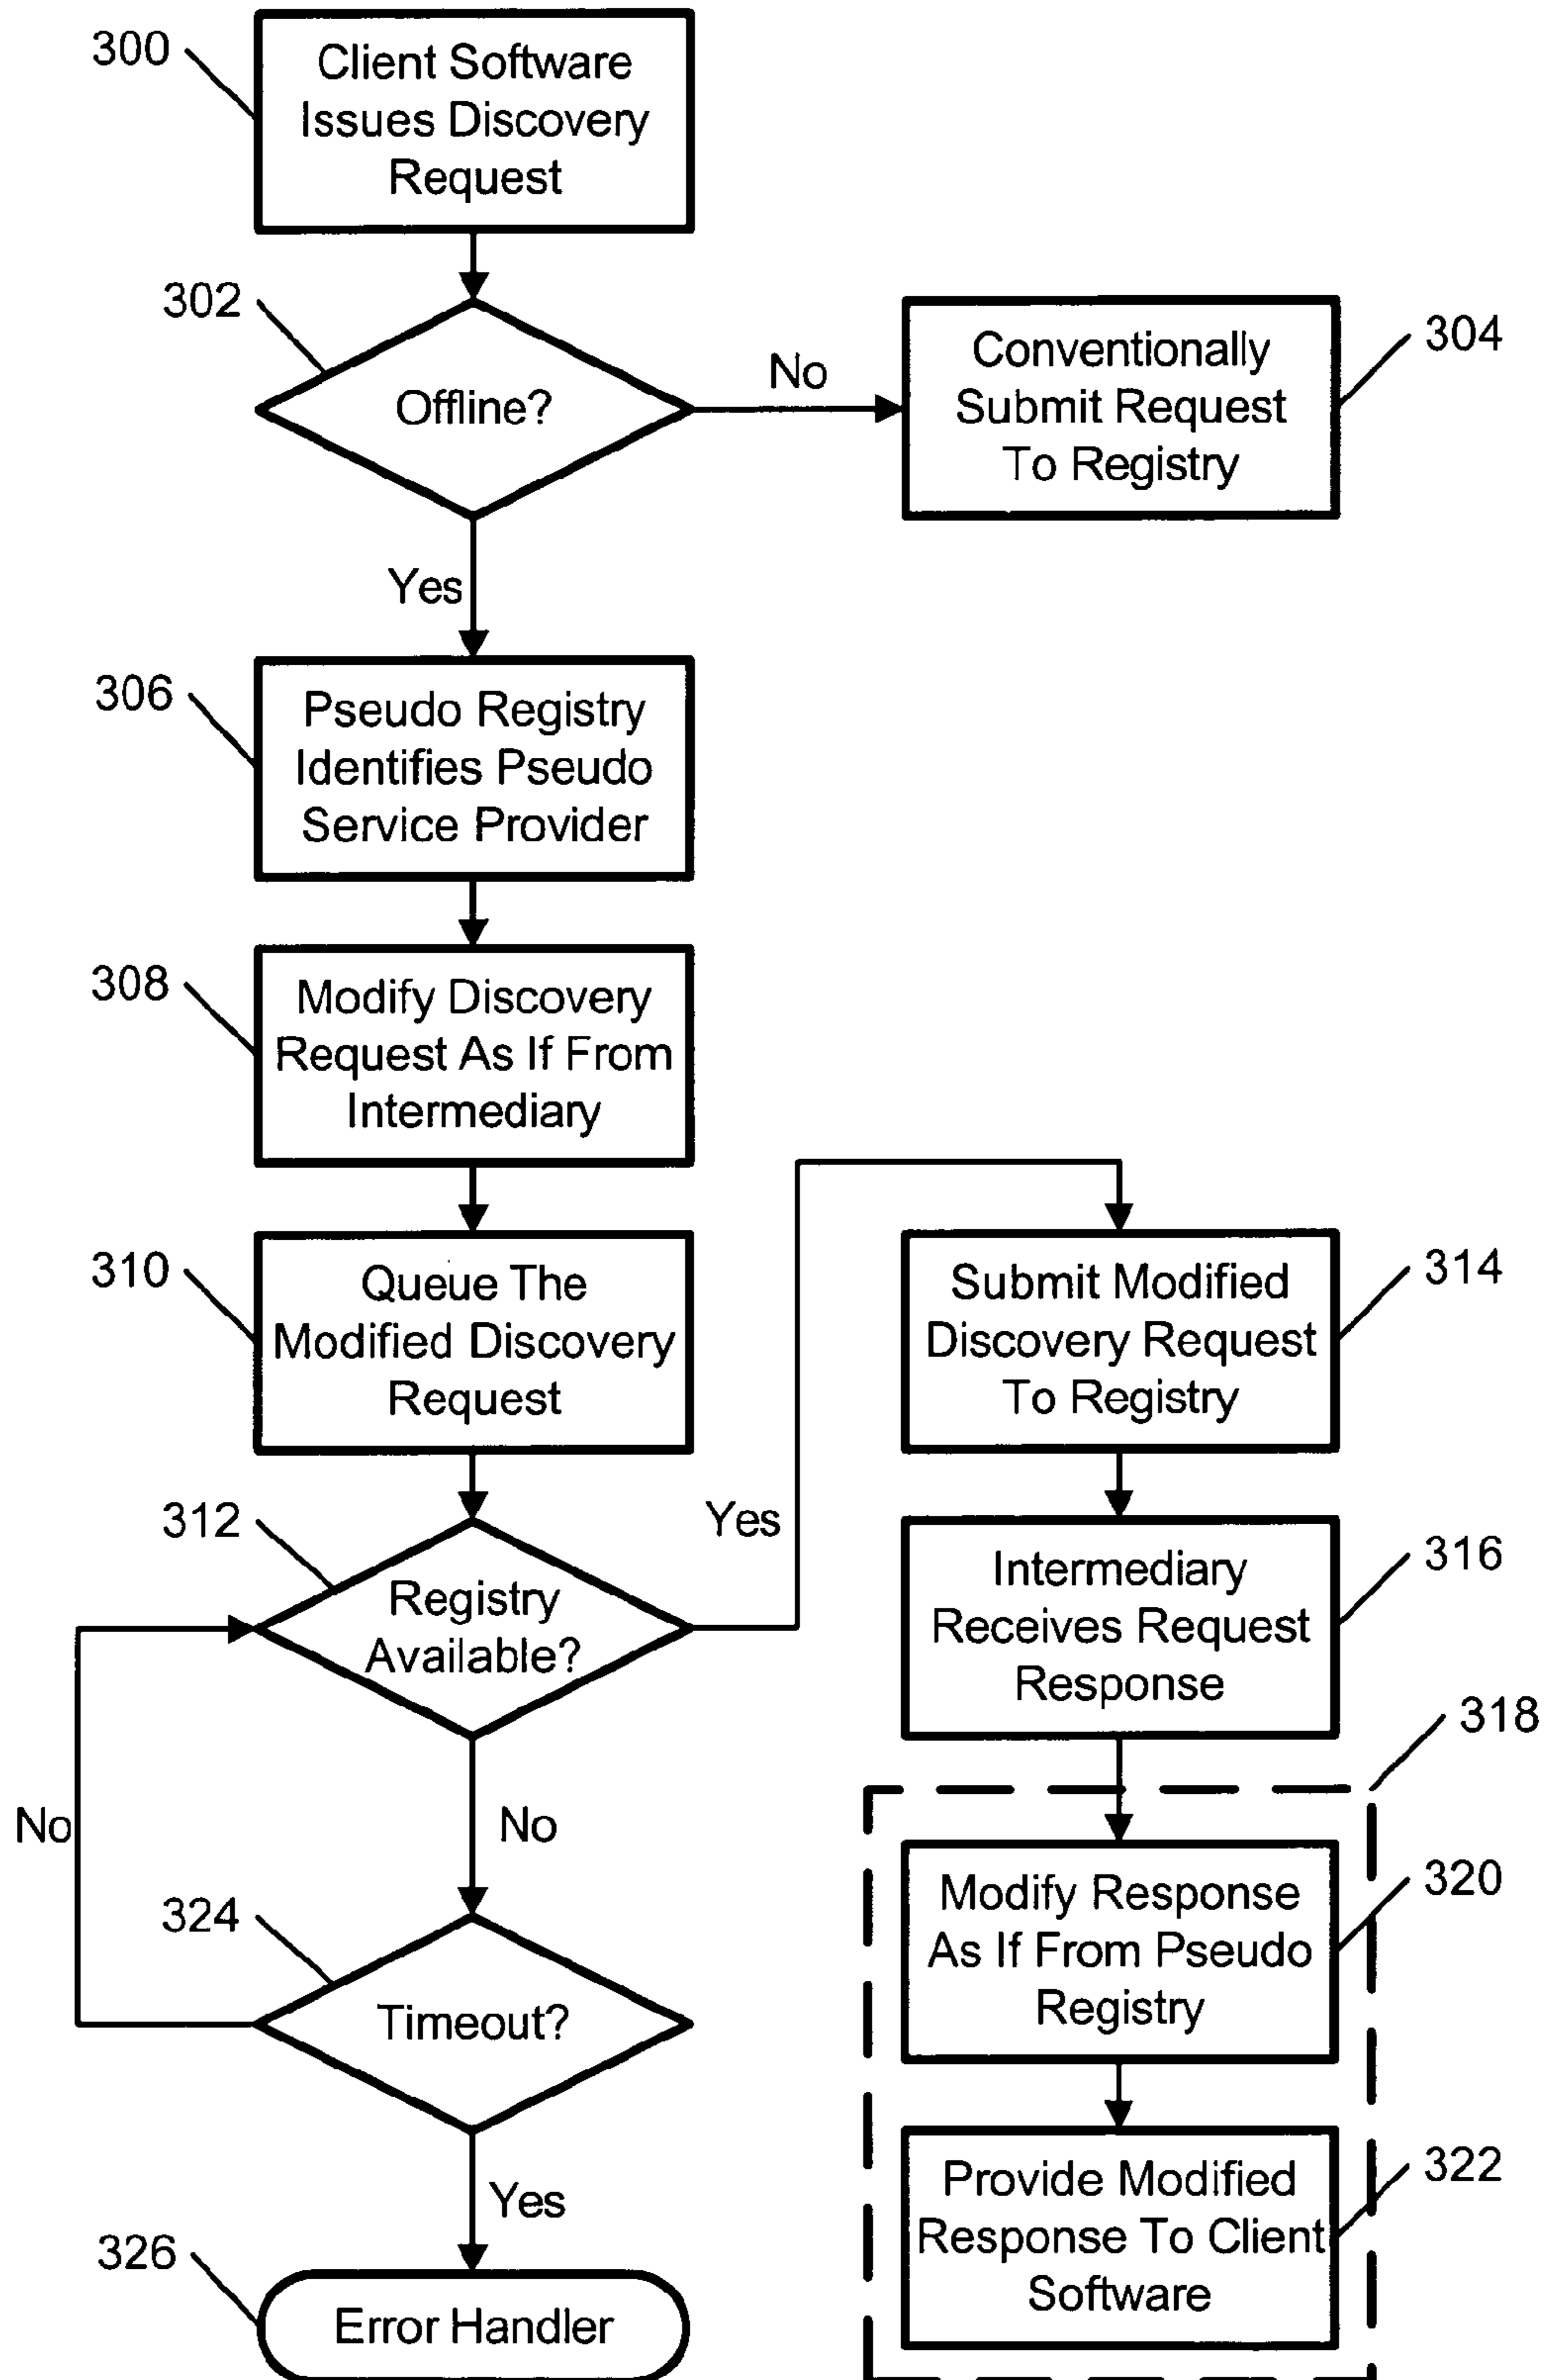 300
Client Software
Issues Discovery
Request
302
Offline?
No
Conventionally
Submit Request
To Registry
304
Yes
306
Pseudo Registry
Identifies Pseudo
Service Provider
308
Modify Discovery
Request As If From
Intermediary
310
Queue The
Modified Discovery
Request
312
Registry
Available?
Yes
Submit Modified
Discovery Request
To Registry
314
Intermediary
Receives Request
Response
316
318
Modify Response
As If From Pseudo
Registry
320
Provide Modified
Response To Client
Software
322
No
No
324
Timeout?
Yes
326
Error Handler